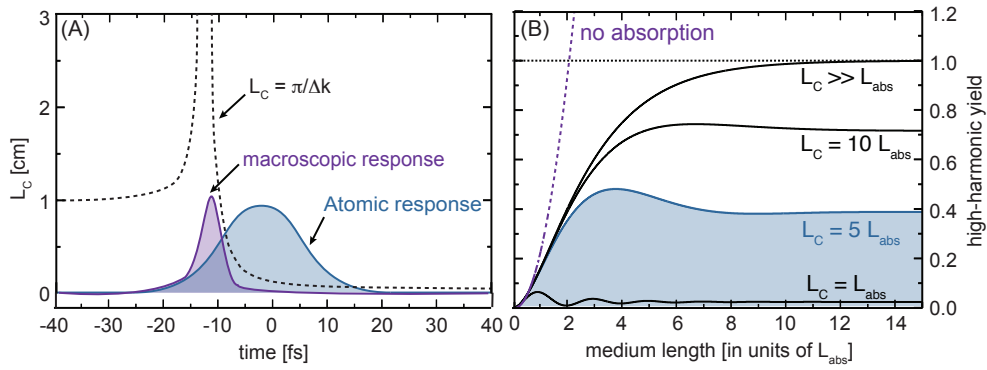 (A)
L_C = π/Δk
macroscopic response
Atomic response
L_C [cm]
3
2
1
0
-40 -30 -20 -10 0 10 20 30 40
time [fs]
(B)
no absorption
L_C >> L_abs
L_C = 10 L_abs
L_C = 5 L_abs
L_C = L_abs
1.2
1.0
0.8
0.6
0.4
0.2
0.0
high-harmonic yield
0 2 4 6 8 10 12 14
medium length [in units of L_abs]